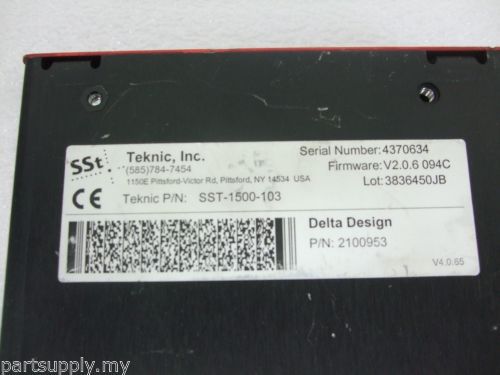 SSt.
Teknic, Inc.
(585)784-7454
1150E Pittsford-Victor Rd, Pittsford, NY 14534 USA
Serial Number:4370634
Firmware:V2.0.6 094C
Lot:3836450JB
CE
Teknic P/N: SST-1500-103
Delta Design
P/N: 2100953
V4.0.65
partsupply.my